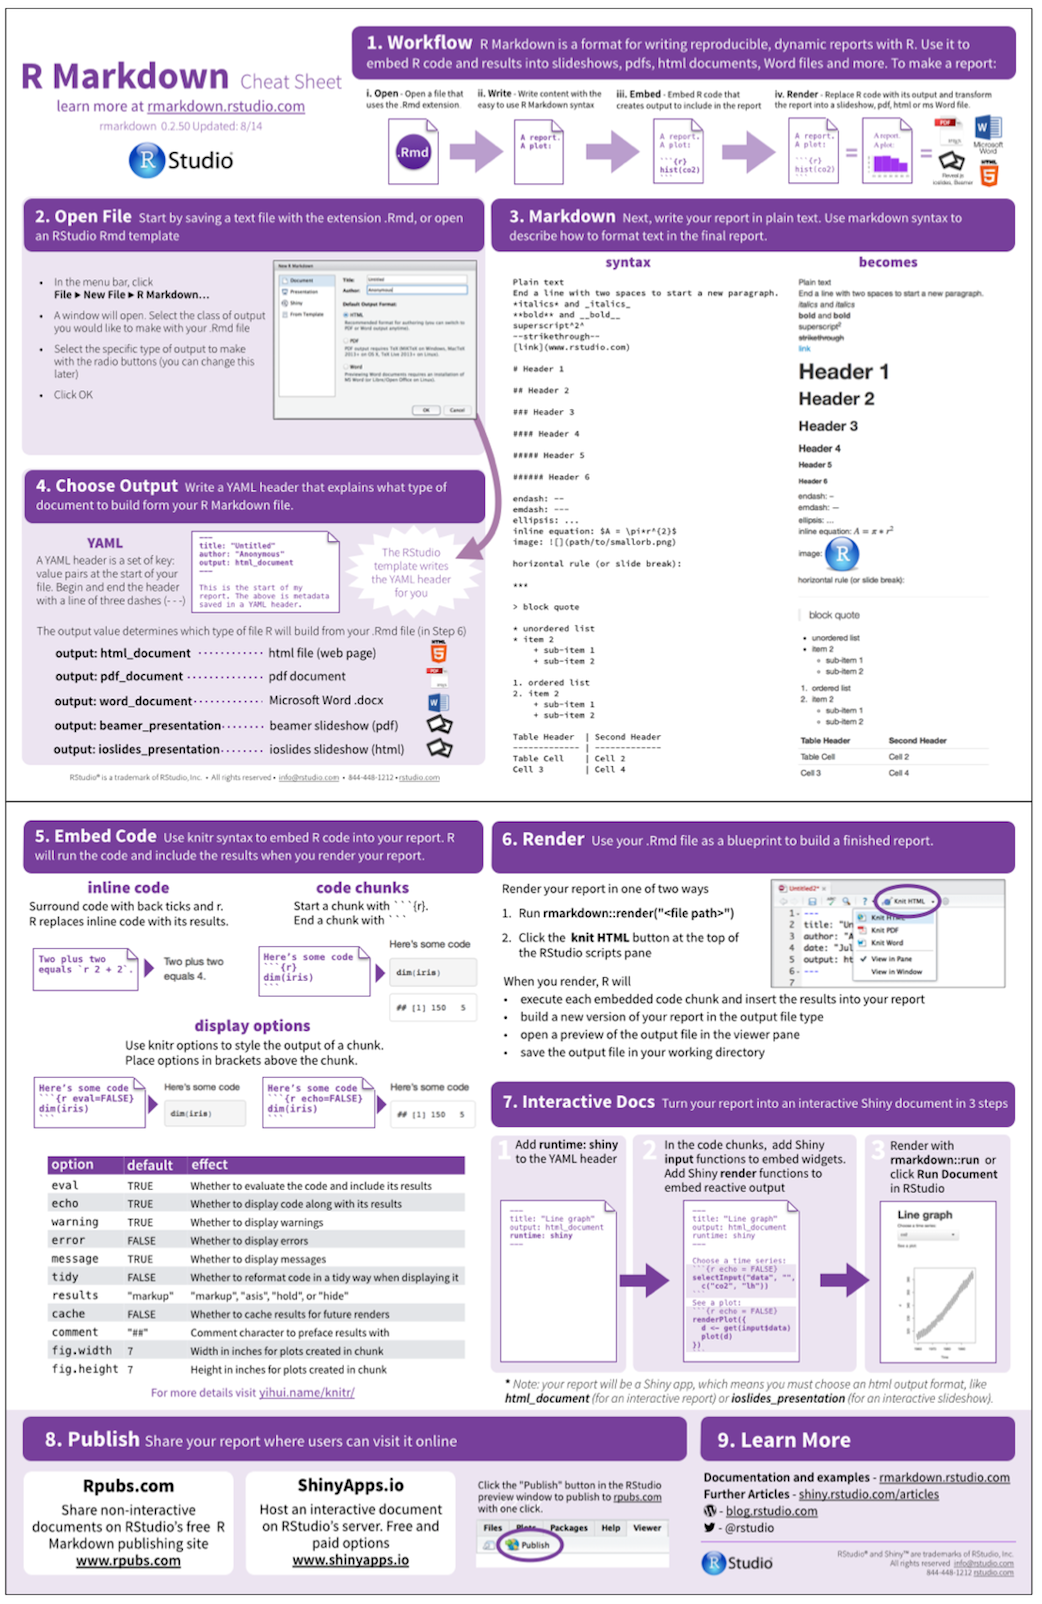 R Markdown Cheat Sheet
learn more at rmarkdown.rstudio.com
rmarkdown 0.2.50 Updated: 8/14
R Studio
1. Workflow R Markdown is a format for writing reproducible, dynamic reports with R. Use it to
embed R code and results into slideshows, pdfs, html documents, Word files and more. To make a report:
i. Open - Open a file that
uses the .Rmd extension.
ii. Write - Write content with the
easy to use R Markdown syntax
iii. Embed - Embed R code that
creates output to include in the report
iv. Render - Replace R code with its output and transform
the report into a slideshow, pdf, html or ms Word file.
.Rmd
A report.
A plot:
A report.
A plot:
```{r}
hist(co2)
```
A report.
A plot:
```{r}
hist(co2)
```
=
A report.
A plot:
=
PDF
Microsoft
Word
Reveal.js
ioslides, Beamer
HTML
5
2. Open File Start by saving a text file with the extension .Rmd, or open
an RStudio Rmd template
• In the menu bar, click
File ▸ New File ▸ R Markdown…
• A window will open. Select the class of output
you would like to make with your .Rmd file
• Select the specific type of output to make
with the radio buttons (you can change this
later)
• Click OK
New R Markdown
Document
Presentation
Shiny
From Template
Title: Untitled
Author: Anonymous
Default Output Format:
HTML
Recommended format for authoring (you can switch to
PDF or Word output anytime).
PDF
PDF output requires TeX (MiKTeX on Windows, MacTeX
2013+ on OS X, TeX Live 2013+ on Linux).
Word
Previewing Word documents requires an installation of
MS Word (or Libre/Open Office on Linux).
OK Cancel
3. Markdown Next, write your report in plain text. Use markdown syntax to
describe how to format text in the final report.
syntax
Plain text
End a line with two spaces to start a new paragraph.
*italics* and _italics_
**bold** and __bold__
superscript^2^
~~strikethrough~~
[link](www.rstudio.com)
# Header 1
## Header 2
### Header 3
#### Header 4
##### Header 5
###### Header 6
endash: --
emdash: ---
ellipsis: ...
inline equation: $A = \pi*r^{2}$
image: ![](path/to/smallorb.png)
horizontal rule (or slide break):
***
> block quote
* unordered list
* item 2
+ sub-item 1
+ sub-item 2
1. ordered list
2. item 2
+ sub-item 1
+ sub-item 2
Table Header | Second Header
------------- | -------------
Table Cell | Cell 2
Cell 3 | Cell 4
becomes
Plain text
End a line with two spaces to start a new paragraph.
italics and italics
bold and bold
superscript²
strikethrough
link
Header 1
Header 2
Header 3
Header 4
Header 5
Header 6
endash: –
emdash: —
ellipsis: …
inline equation: A = π * r²
image: R
horizontal rule (or slide break):
block quote
• unordered list
• item 2
◦ sub-item 1
◦ sub-item 2
1. ordered list
2. item 2
◦ sub-item 1
◦ sub-item 2
Table Header Second Header
Table Cell Cell 2
Cell 3 Cell 4
4. Choose Output Write a YAML header that explains what type of
document to build form your R Markdown file.
YAML
A YAML header is a set of key:
value pairs at the start of your
file. Begin and end the header
with a line of three dashes (- - -)
---
title: "Untitled"
author: "Anonymous"
output: html_document
---
This is the start of my
report. The above is metadata
saved in a YAML header.
The RStudio
template writes
the YAML header
for you
The output value determines which type of file R will build from your .Rmd file (in Step 6)
output: html_document ············ html file (web page)
output: pdf_document ············· pdf document
output: word_document ··········· Microsoft Word .docx
output: beamer_presentation ······· beamer slideshow (pdf)
output: ioslides_presentation ······· ioslides slideshow (html)
RStudio® is a trademark of RStudio, Inc. • All rights reserved • info@rstudio.com • 844-448-1212 • rstudio.com
5. Embed Code Use knitr syntax to embed R code into your report. R
will run the code and include the results when you render your report.
inline code
Surround code with back ticks and r.
R replaces inline code with its results.
Two plus two
equals `r 2 + 2`.
Two plus two
equals 4.
code chunks
Start a chunk with ```{r}.
End a chunk with ```
Here's some code
```{r}
dim(iris)
```
Here's some code
dim(iris)
## [1] 150 5
display options
Use knitr options to style the output of a chunk.
Place options in brackets above the chunk.
Here's some code
```{r eval=FALSE}
dim(iris)
```
Here's some code
dim(iris)
Here's some code
```{r echo=FALSE}
dim(iris)
```
Here's some code
## [1] 150 5
option default effect
eval TRUE Whether to evaluate the code and include its results
echo TRUE Whether to display code along with its results
warning TRUE Whether to display warnings
error FALSE Whether to display errors
message TRUE Whether to display messages
tidy FALSE Whether to reformat code in a tidy way when displaying it
results "markup" "markup", "asis", "hold", or "hide"
cache FALSE Whether to cache results for future renders
comment "##" Comment character to preface results with
fig.width 7 Width in inches for plots created in chunk
fig.height 7 Height in inches for plots created in chunk
For more details visit yihui.name/knitr/
6. Render Use your .Rmd file as a blueprint to build a finished report.
Render your report in one of two ways
1. Run rmarkdown::render("<file path>")
2. Click the knit HTML button at the top of
the RStudio scripts pane
When you render, R will
• execute each embedded code chunk and insert the results into your report
• build a new version of your report in the output file type
• open a preview of the output file in the viewer pane
• save the output file in your working directory
Untitled2* ×
Knit HTML
1 ---
2 title: "Un
3 author: "A
4 date: "Jul
5 output: ht
6 ---
7
Knit HTML
Knit PDF
Knit Word
✓ View in Pane
View in Window
7. Interactive Docs Turn your report into an interactive Shiny document in 3 steps
1 Add runtime: shiny
to the YAML header
---
title: "Line graph"
output: html_document
runtime: shiny
---
2 In the code chunks, add Shiny
input functions to embed widgets.
Add Shiny render functions to
embed reactive output
---
title: "Line graph"
output: html_document
runtime: shiny
---
Choose a time series:
```{r echo = FALSE}
selectInput("data", "",
c("co2", "lh"))
```
See a plot:
```{r echo = FALSE}
renderPlot({
d <- get(input$data)
plot(d)
})
```
3 Render with
rmarkdown::run or
click Run Document
in RStudio
Line graph
Choose a time series:
co2
See a plot:
Time
* Note: your report will be a Shiny app, which means you must choose an html output format, like
html_document (for an interactive report) or ioslides_presentation (for an interactive slideshow).
8. Publish Share your report where users can visit it online
Rpubs.com
Share non-interactive
documents on RStudio's free R
Markdown publishing site
www.rpubs.com
ShinyApps.io
Host an interactive document
on RStudio's server. Free and
paid options
www.shinyapps.io
Click the "Publish" button in the RStudio
preview window to publish to rpubs.com
with one click.
Files Plots Packages Help Viewer
Publish
9. Learn More
Documentation and examples - rmarkdown.rstudio.com
Further Articles - shiny.rstudio.com/articles
- blog.rstudio.com
- @rstudio
R Studio
RStudio® and Shiny™ are trademarks of RStudio, Inc.
All rights reserved info@rstudio.com
844-448-1212 rstudio.com